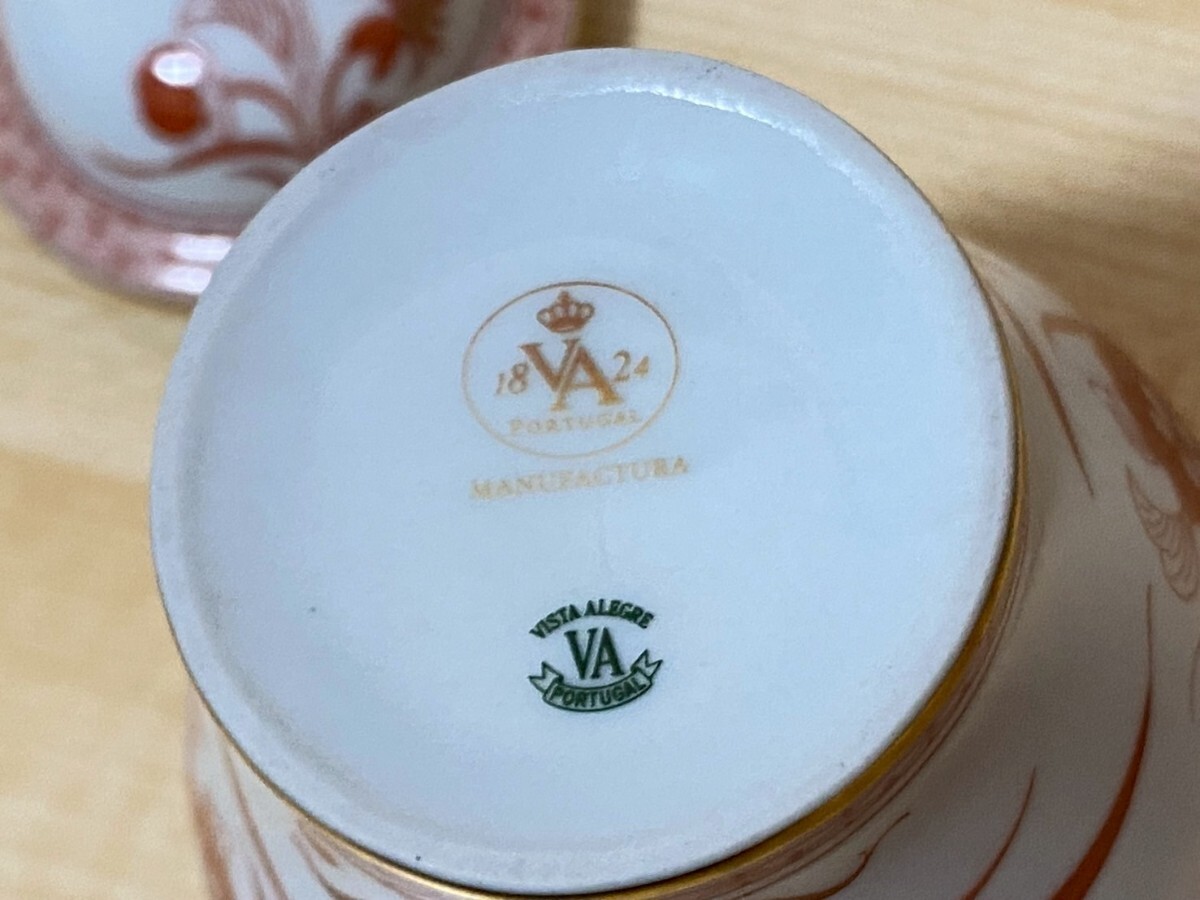 18 VA 24
PORTUGAL
MANUFACTURA
VISTA ALEGRE
VA
PORTUGAL